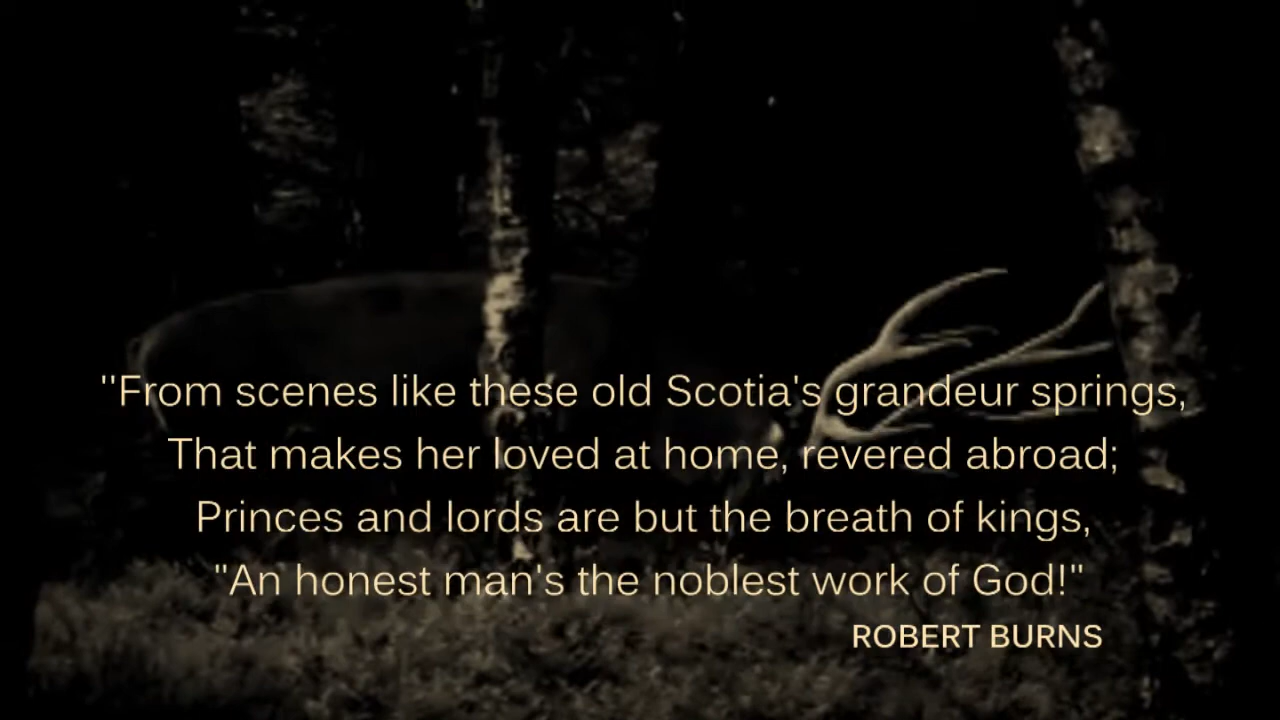 "From scenes like these old Scotia's grandeur springs,
That makes her loved at home, revered abroad;
Princes and lords are but the breath of kings,
"An honest man's the noblest work of God!"
ROBERT BURNS